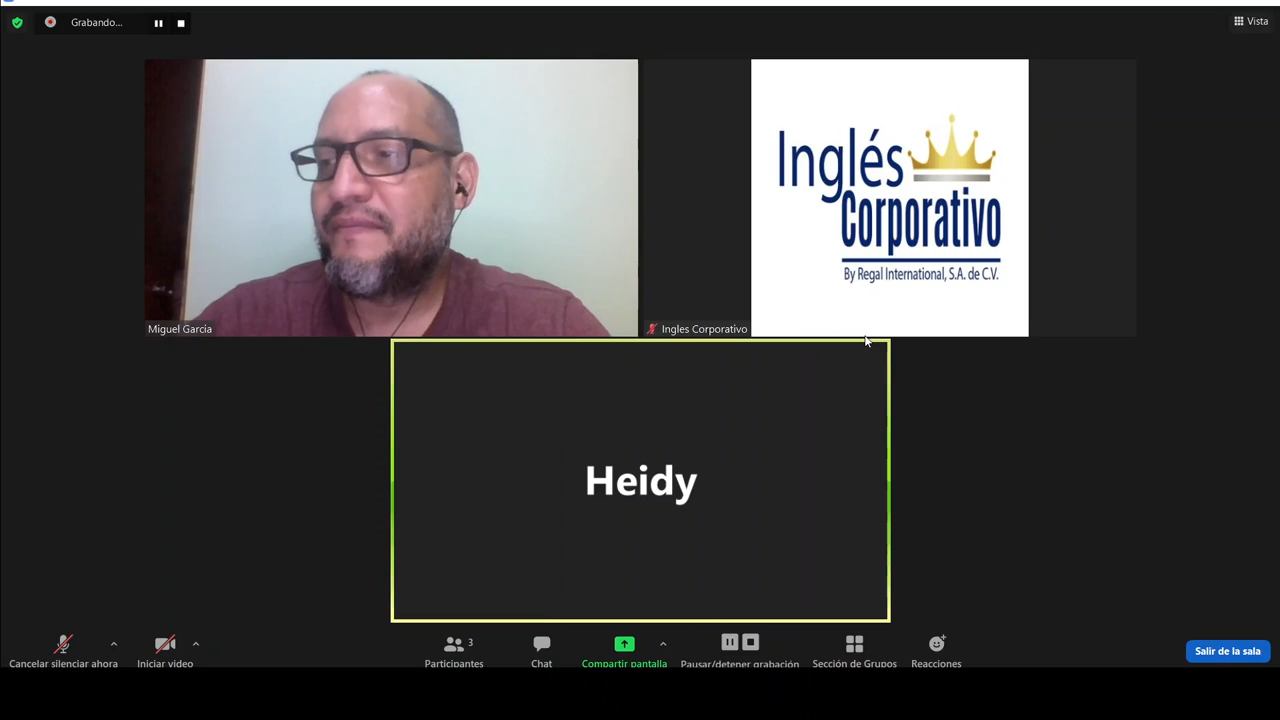 Grabando...
Vista
Inglés
Corporativo
By Regal International, S.A. de C.V.
Miguel Garcia
Ingles Corporativo
Heidy
3
Cancelar silenciar ahora
Iniciar video
Participantes
Chat
Compartir pantalla
Pausar/detener grabación
Sección de Grupos
Reacciones
Salir de la sala